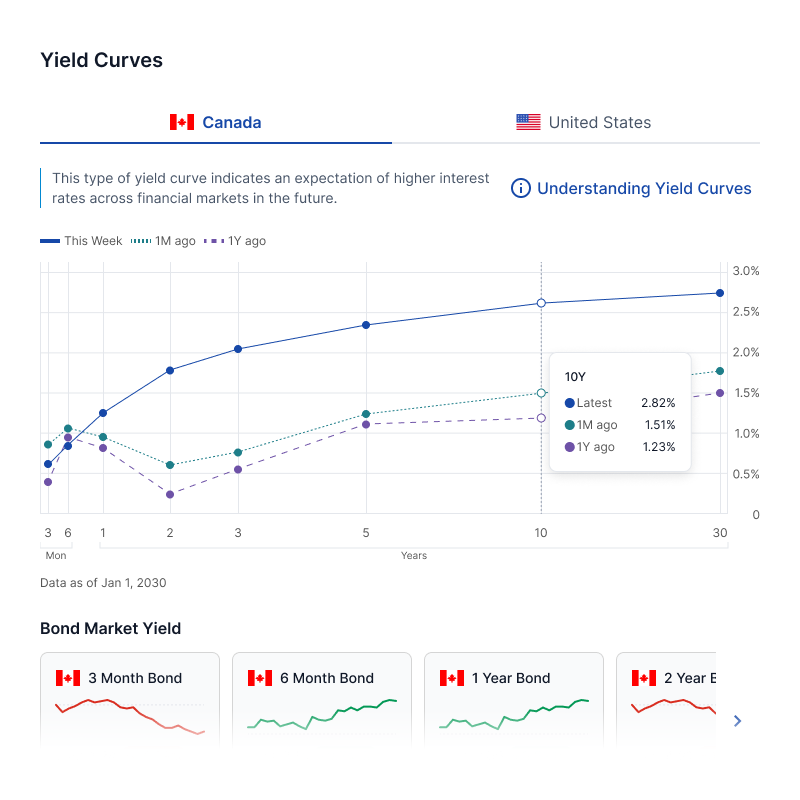 Yield Curves
Canada
United States
This type of yield curve indicates an expectation of higher interest
rates across financial markets in the future.
Understanding Yield Curves
This Week 1M ago 1Y ago
3.0%
2.5%
2.0%
1.5%
1.0%
0.5%
0
10Y
Latest 2.82%
1M ago 1.51%
1Y ago 1.23%
3 6 1 2 3 5 10 30
Mon Years
Data as of Jan 1, 2030
Bond Market Yield
3 Month Bond
6 Month Bond
1 Year Bond
2 Year B